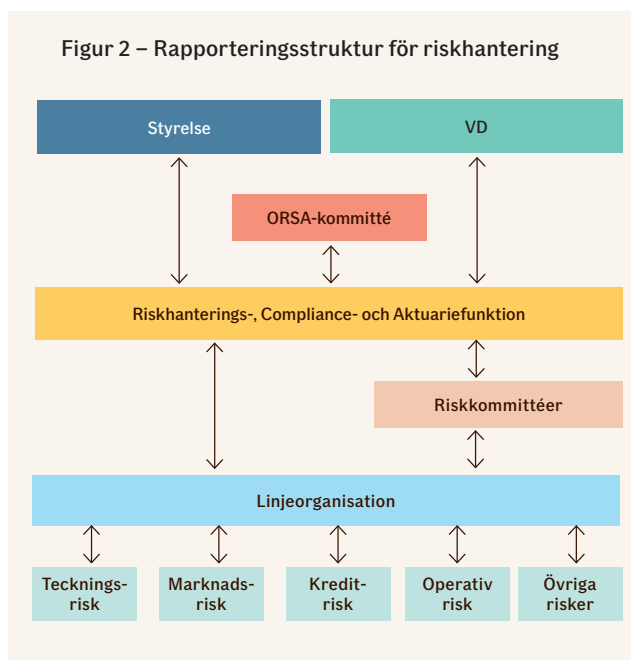 Figur 2 – Rapporteringsstruktur för riskhantering
Styrelse
VD
ORSA-kommitté
Riskhanterings-, Compliance- och Aktuariefunktion
Riskkommittéer
Linjeorganisation
Tecknings-
risk
Marknads-
risk
Kredit-
risk
Operativ
risk
Övriga
risker